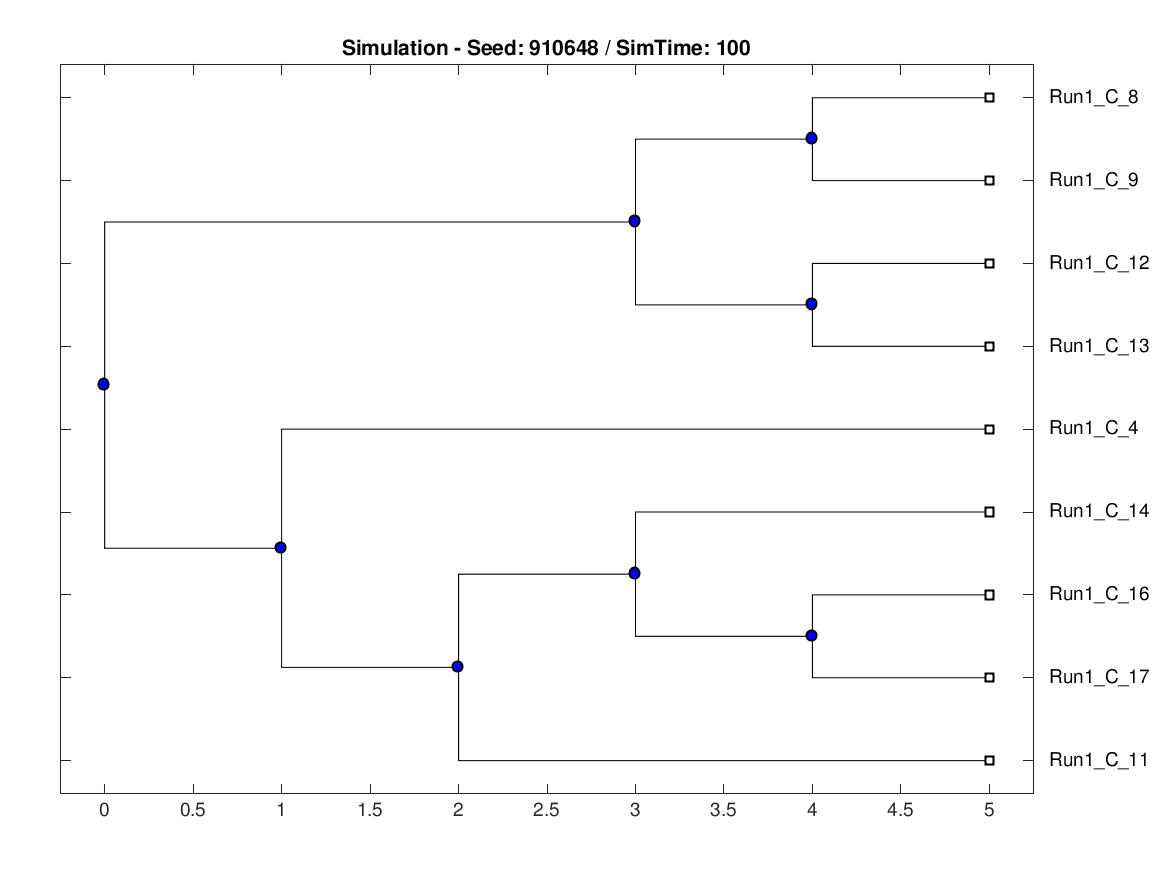 Simulation - Seed: 910648 / SimTime: 100
Run1_C_8
Run1_C_9
Run1_C_12
Run1_C_13
Run1_C_4
Run1_C_14
Run1_C_16
Run1_C_17
Run1_C_11
0 0.5 1 1.5 2 2.5 3 3.5 4 4.5 5